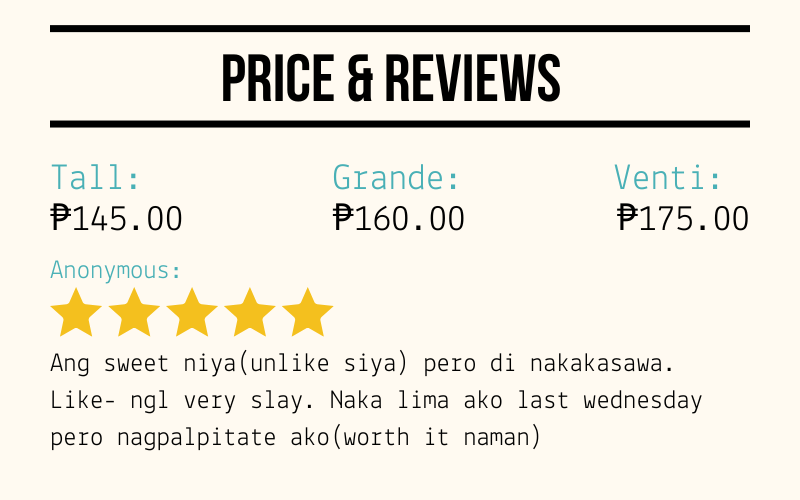 PRICE & REVIEWS
Tall: Grande: Venti:
₱145.00 ₱160.00 ₱175.00
Anonymous:
Ang sweet niya(unlike siya) pero di nakakasawa.
Like- ngl very slay. Naka lima ako last wednesday
pero nagpalpitate ako(worth it naman)